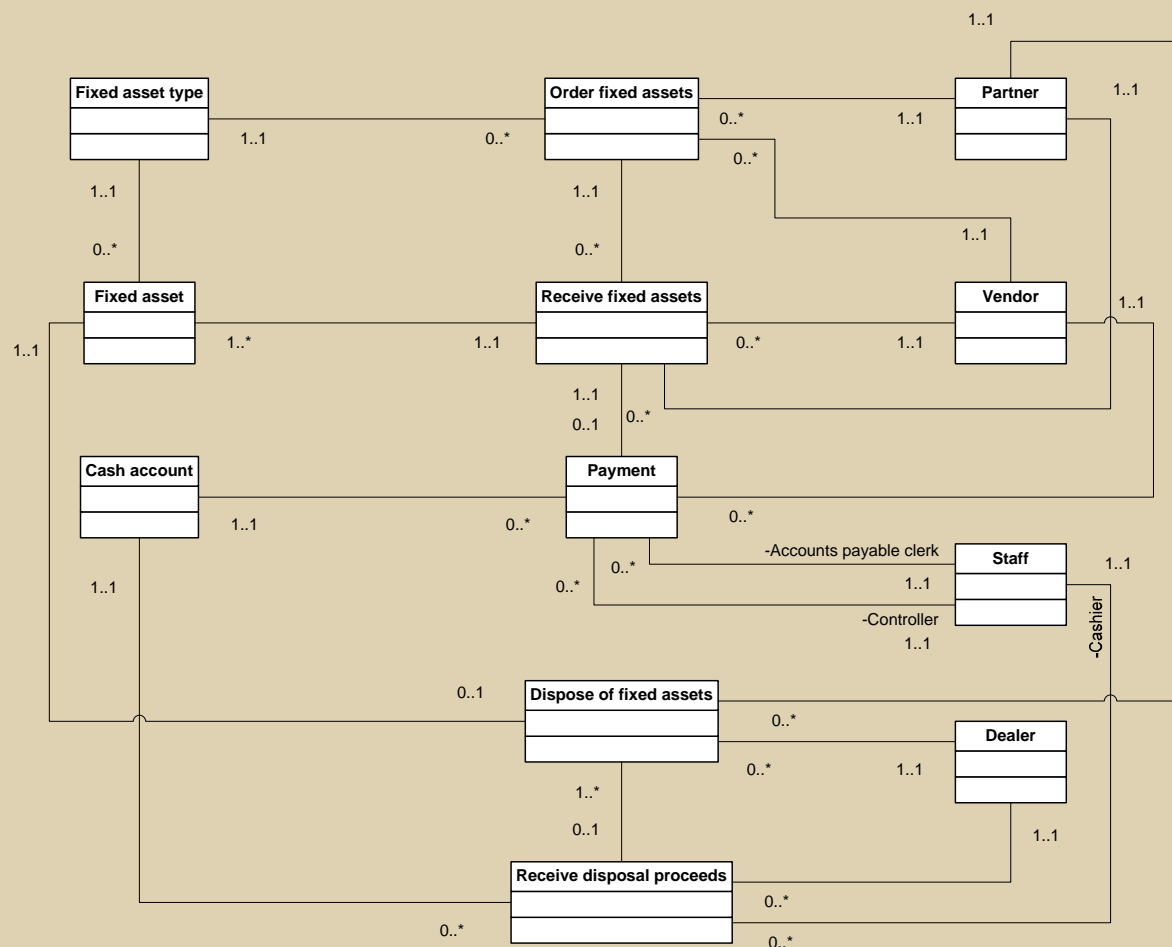 1..1
Fixed asset type
Order fixed assets
Partner
1..1
1..1
0..*
0..*
1..1
0..*
1..1
1..1
0..*
0..*
1..1
Fixed asset
Receive fixed assets
Vendor
1..1
1..1
1..*
1..1
0..*
1..1
1..1
0..1
0..*
Cash account
Payment
1..1
0..*
0..*
-Accounts payable clerk
Staff
1..1
0..*
0..*
1..1
1..1
-Controller
-Cashier
1..1
Dispose of fixed assets
0..1
0..*
Dealer
0..*
1..1
1..*
0..1
1..1
Receive disposal proceeds
0..*
0..*
0..*